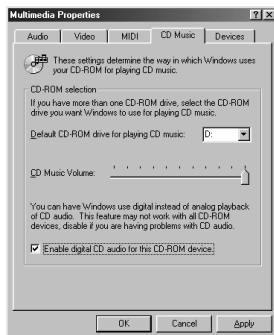 Multimedia Properties
Audio Video MIDI CD Music Devices
These settings determine the way in which Windows uses
your CD-ROM for playing CD music.
CD-ROM selection
If you have more than one CD-ROM drive, select the CD-ROM
drive you want Windows to use for playing CD music.
Default CD-ROM drive for playing CD music: D:
CD Music Volume:
You can have Windows use digital instead of analog playback
of CD audio. This feature may not work with all CD-ROM
devices, disable if you are having problems with CD audio.
Enable digital CD audio for this CD-ROM device.
OK Cancel Apply